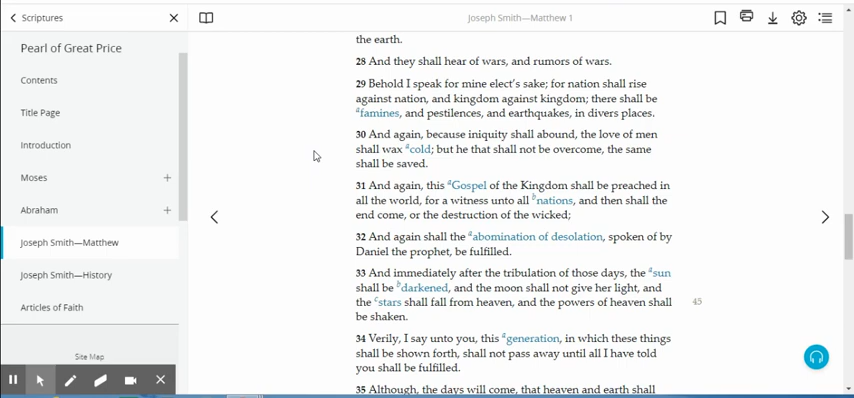 Scriptures
Joseph Smith—Matthew 1
Pearl of Great Price
Contents
Title Page
Introduction
Moses +
Abraham +
Joseph Smith—Matthew
Joseph Smith—History
Articles of Faith
Site Map
the earth.
28 And they shall hear of wars, and rumors of wars.
29 Behold I speak for mine elect's sake; for nation shall rise
against nation, and kingdom against kingdom; there shall be
a famines, and pestilences, and earthquakes, in divers places.
30 And again, because iniquity shall abound, the love of men
shall wax a cold; but he that shall not be overcome, the same
shall be saved.
31 And again, this a Gospel of the Kingdom shall be preached in
all the world, for a witness unto all b nations, and then shall the
end come, or the destruction of the wicked;
32 And again shall the a abomination of desolation, spoken of by
Daniel the prophet, be fulfilled.
33 And immediately after the tribulation of those days, the a sun
shall be b darkened, and the moon shall not give her light, and
the c stars shall fall from heaven, and the powers of heaven shall
be shaken.
45
34 Verily, I say unto you, this a generation, in which these things
shall be shown forth, shall not pass away until all I have told
you shall be fulfilled.
35 Although, the days will come, that heaven and earth shall